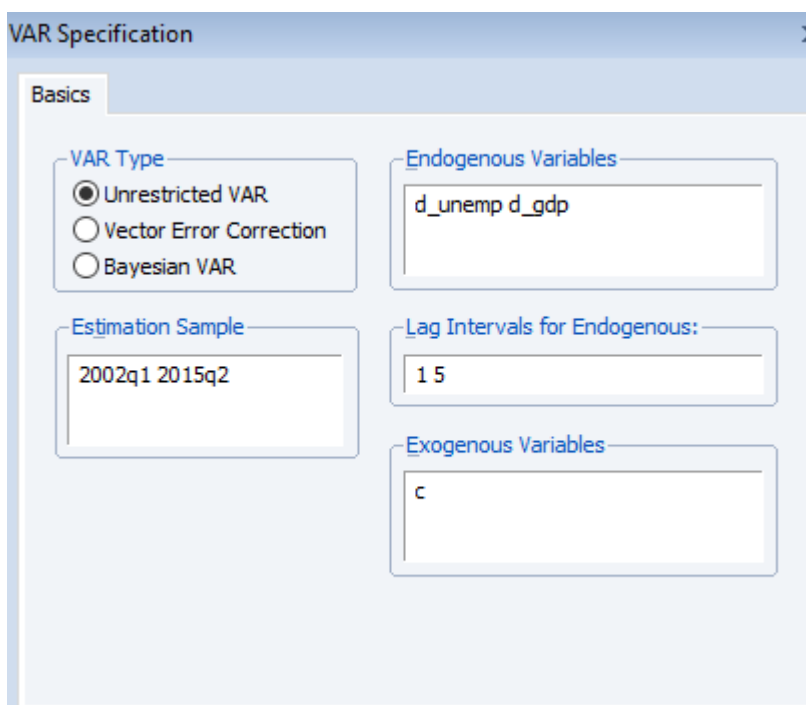 VAR Specification
Basics
VAR Type
Unrestricted VAR
Vector Error Correction
Bayesian VAR
Estimation Sample
2002q1 2015q2
Endogenous Variables
d_unemp d_gdp
Lag Intervals for Endogenous:
1 5
Exogenous Variables
c